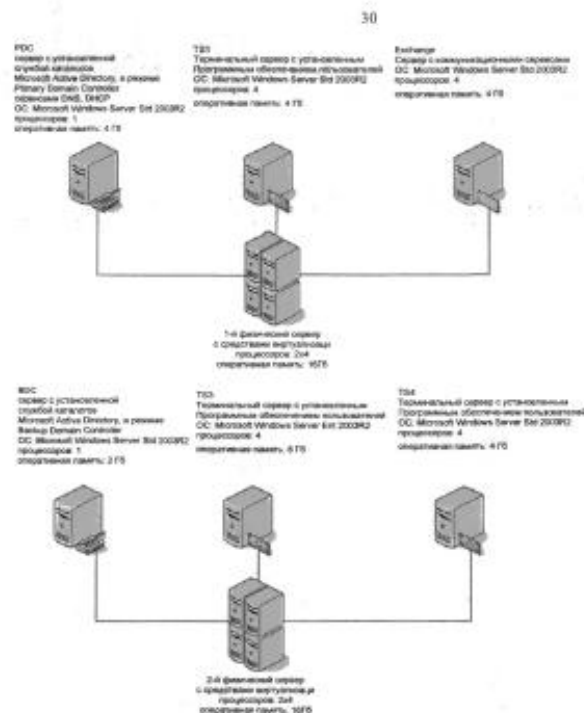 30
PDC
сервер с установленной
службой каталогов
Microsoft Active Directory, в режиме
Primary Domain Controller
сервисами DNS, DHCP
ОС: Microsoft Windows Server Std 2003R2
процессоров: 1
оперативная память: 4 Гб
TS1
Терминальный сервер с установленным
Программным обеспечением пользователей
ОС: Microsoft Windows Server Std 2003R2
процессоров: 4
оперативная память: 4 Гб
Exchange
Сервер с коммуникационными сервисами
ОС: Microsoft Windows Server Std 2003R2
процессоров: 4
оперативная память: 4 Гб
1-й физический сервер
с средствами виртуализаци
процессоров: 2x4
оперативная память: 16Гб
BDC
сервер с установленной
службой каталогов
Microsoft Active Directory, в режиме
Backup Domain Controller
ОС: Microsoft Windows Server Std 2003R2
процессоров: 1
оперативная память: 2 Гб
TS3
Терминальный сервер с установленным
Программным обеспечением пользователей
ОС: Microsoft Windows Server Ent 2003R2
процессоров: 4
оперативная память: 8 Гб
TS4
Терминальный сервер с установленным
Программным обеспечением пользователей
ОС: Microsoft Windows Server Std 2003R2
процессоров: 4
оперативная память: 4 Гб
2-й физический сервер
с средствами виртуализаци
процессоров: 2x4
оперативная память: 16Гб